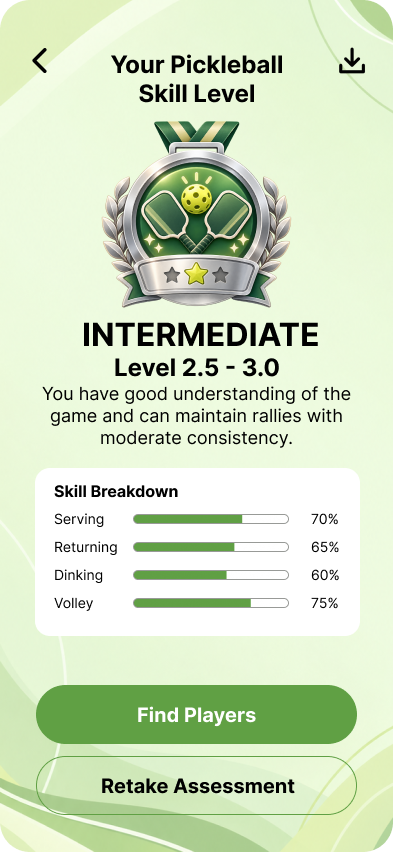 Your Pickleball
Skill Level
INTERMEDIATE
Level 2.5 - 3.0
You have good understanding of the
game and can maintain rallies with
moderate consistency.
Skill Breakdown
Serving 70%
Returning 65%
Dinking 60%
Volley 75%
Find Players
Retake Assessment